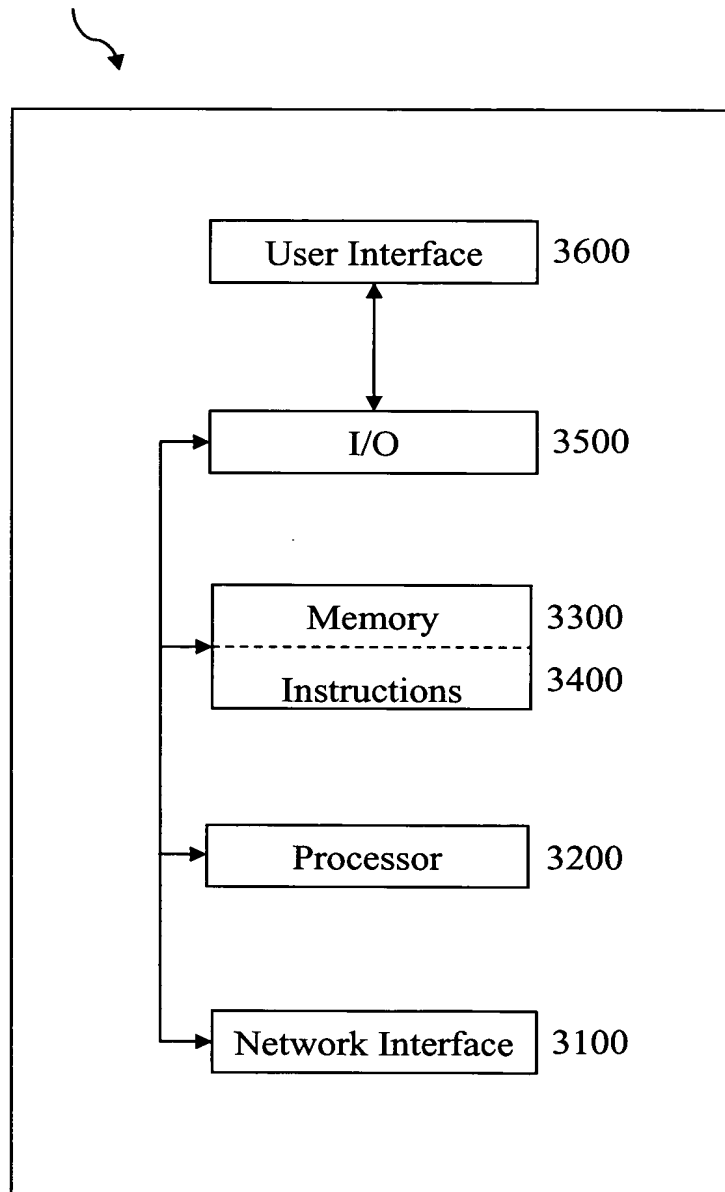 User Interface 3600
I/O 3500
Memory 3300
Instructions 3400
Processor 3200
Network Interface 3100